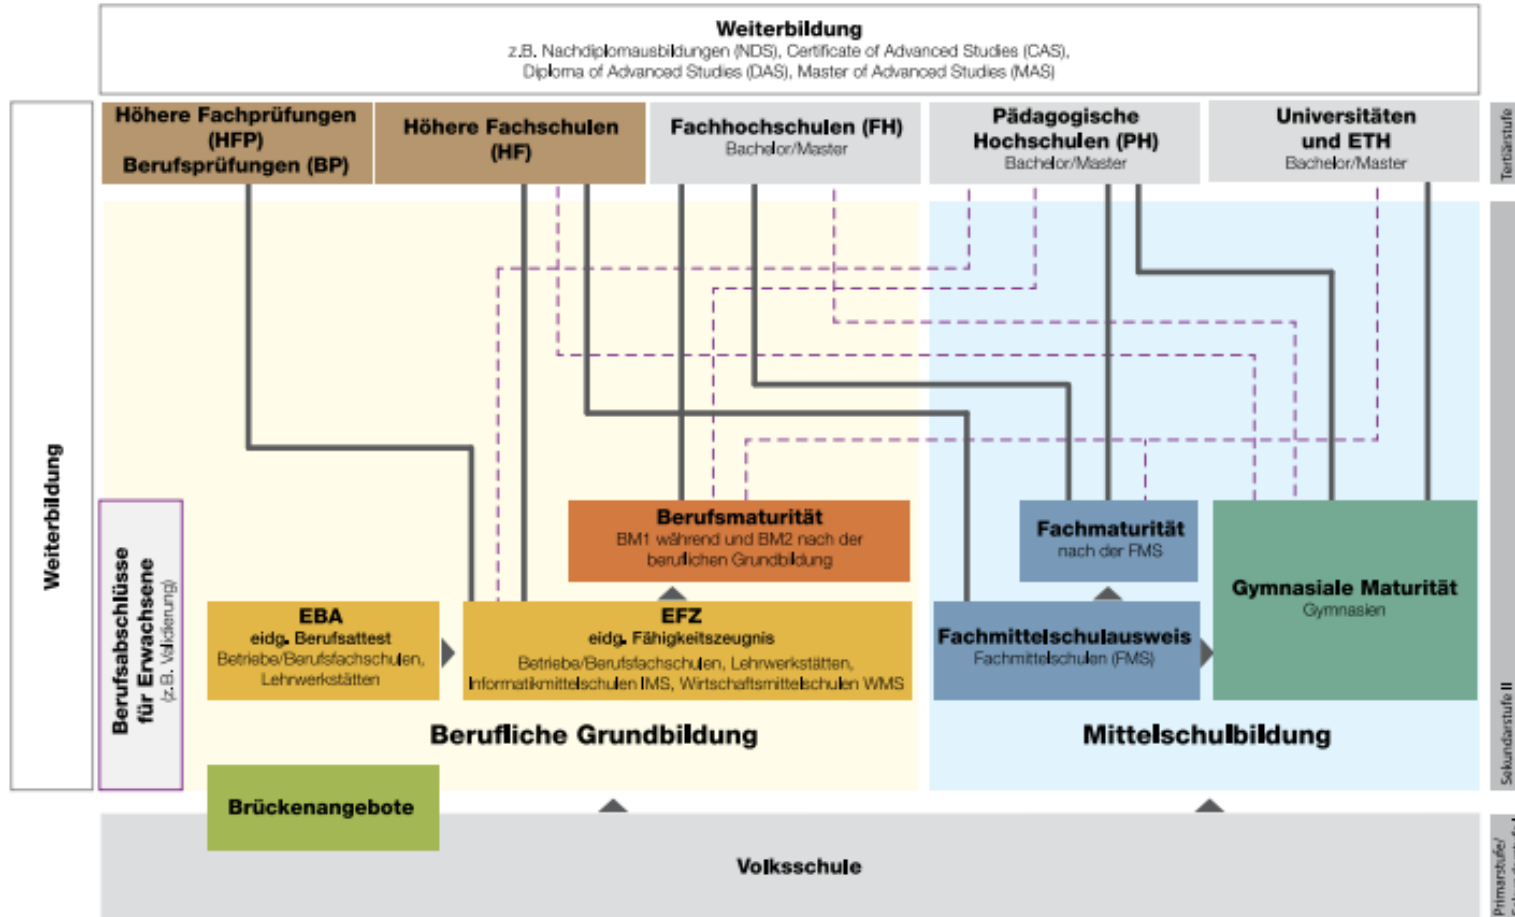 Weiterbildung
z.B. Nachdiplomausbildungen (NDS), Certificate of Advanced Studies (CAS),
Diploma of Advanced Studies (DAS), Master of Advanced Studies (MAS)
Höhere Fachprüfungen
(HFP)
Berufsprüfungen (BP)
Höhere Fachschulen
(HF)
Fachhochschulen (FH)
Bachelor/Master
Pädagogische
Hochschulen (PH)
Bachelor/Master
Universitäten
und ETH
Bachelor/Master
Tertiärstufe
Weiterbildung
Berufsabschlüsse
für Erwachsene
(z.B. Validierung)
Berufsmaturität
BM1 während und BM2 nach der
beruflichen Grundbildung
Fachmaturität
nach der FMS
Gymnasiale Maturität
Gymnasien
EBA
eidg. Berufsattest
Betriebe/Berufsfachschulen,
Lehrwerkstätten
EFZ
eidg. Fähigkeitszeugnis
Betriebe/Berufsfachschulen, Lehrwerkstätten,
Informatikmittelschulen IMS, Wirtschaftsmittelschulen WMS
Fachmittelschulausweis
Fachmittelschulen (FMS)
Berufliche Grundbildung
Mittelschulbildung
Sekundarstufe II
Brückenangebote
Volksschule
Primarstufe/